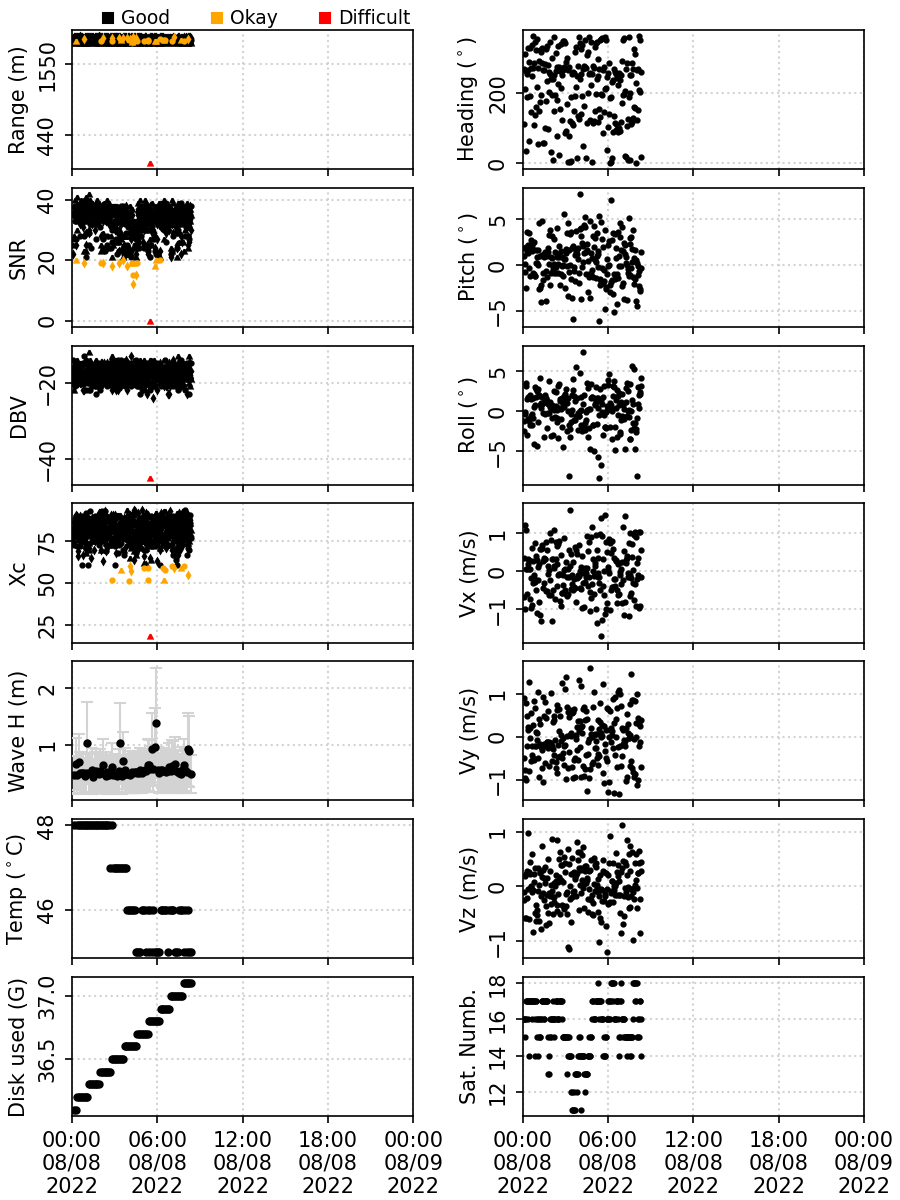 Good Okay Difficult
Range (m)
1550
440
Heading (°)
200
0
SNR
40
20
0
Pitch (°)
5
0
−5
DBV
−20
−40
Roll (°)
5
0
−5
Xc
75
50
25
Vx (m/s)
1
0
−1
Wave H (m)
2
1
Vy (m/s)
1
0
−1
Temp (°C)
48
46
Vz (m/s)
1
0
−1
Disk used (G)
37.0
36.5
Sat. Numb.
18
16
14
12
00:00 06:00 12:00 18:00 00:00
08/08 08/08 08/08 08/08 08/09
2022 2022 2022 2022 2022
00:00 06:00 12:00 18:00 00:00
08/08 08/08 08/08 08/08 08/09
2022 2022 2022 2022 2022